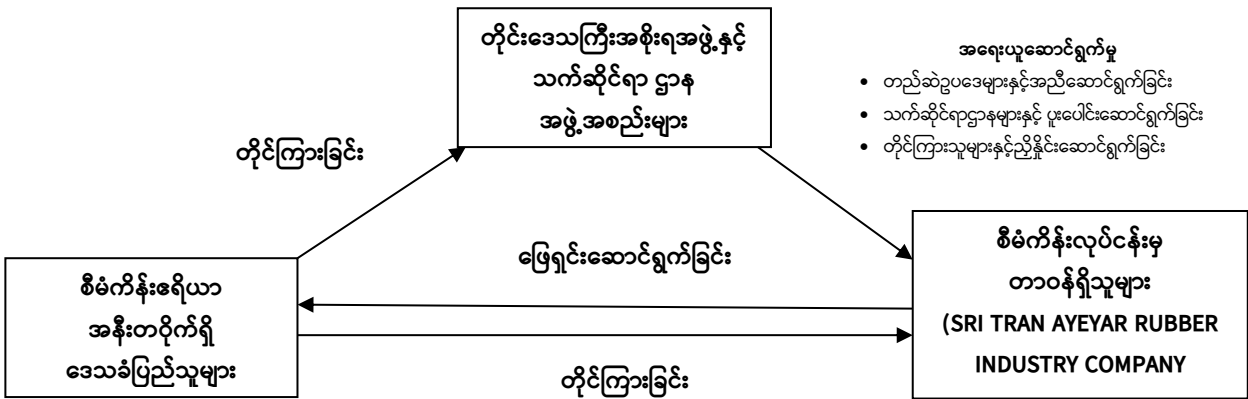 တိုင်းဒေသကြီးအစိုးရအဖွဲ့နှင့်
သက်ဆိုင်ရာ ဌာန
အဖွဲ့အစည်းများ
အရေးယူဆောင်ရွက်မှု
• တည်ဆဲဥပဒေများနှင့်အညီဆောင်ရွက်ခြင်း
• သက်ဆိုင်ရာဌာနများနှင့် ပူးပေါင်းဆောင်ရွက်ခြင်း
• တိုင်ကြားသူများနှင့်ညှိနှိုင်းဆောင်ရွက်ခြင်း
တိုင်ကြားခြင်း
ဖြေရှင်းဆောင်ရွက်ခြင်း
စီမံကိန်းဧရိယာ
အနီးတဝိုက်ရှိ
ဒေသခံပြည်သူများ
စီမံကိန်းလုပ်ငန်းမှ
တာဝန်ရှိသူများ
(SRI TRAN AYEYAR RUBBER
INDUSTRY COMPANY
တိုင်ကြားခြင်း